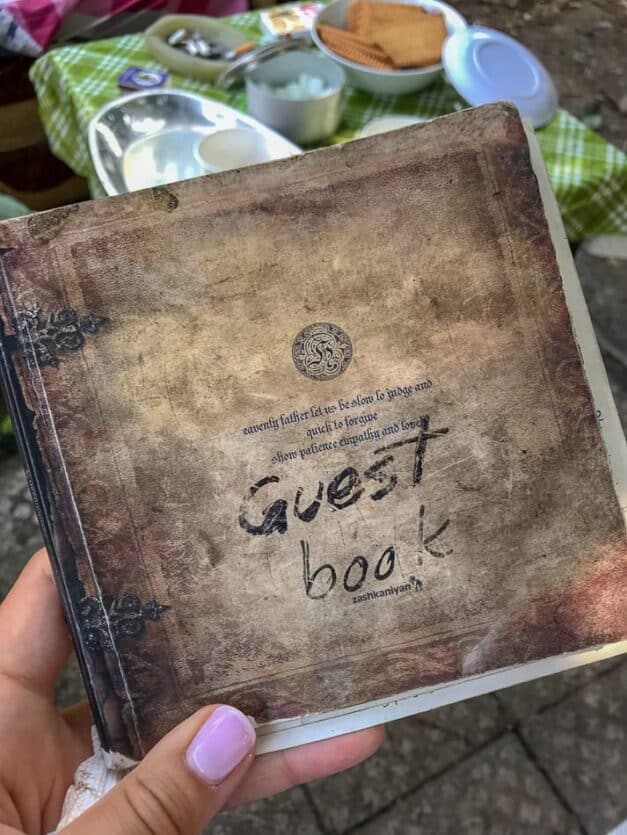 eavenly father let us be slow to judge and
quick to forgive
show patience empathy and love
Guest
book
zashkaniyan